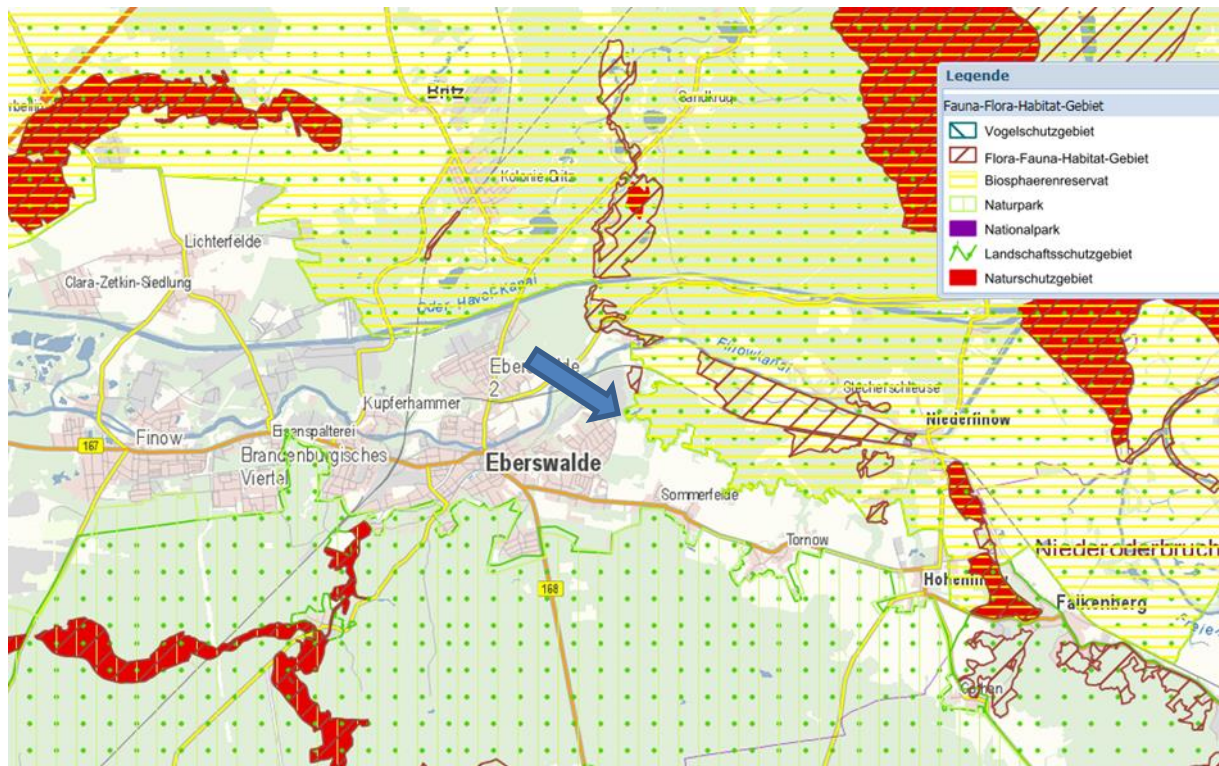 Britz
Sandkrug
Kolonie Britz
Lichterfelde
Clara-Zetkin-Siedlung
Oder-Havel-Kanal
Eberswalde
2
Finowkanal
Stecherschleuse
Kupferhammer
Niederfinow
167
Finow
Eisenspalterei
Brandenburgisches
Viertel
Eberswalde
Sommerfelde
Tornow
Niederoderbruch
168
Hohenfinow
Falkenberg
Legende
Fauna-Flora-Habitat-Gebiet
Vogelschutzgebiet
Flora-Fauna-Habitat-Gebiet
Biosphaerenreservat
Naturpark
Nationalpark
Landschaftsschutzgebiet
Naturschutzgebiet